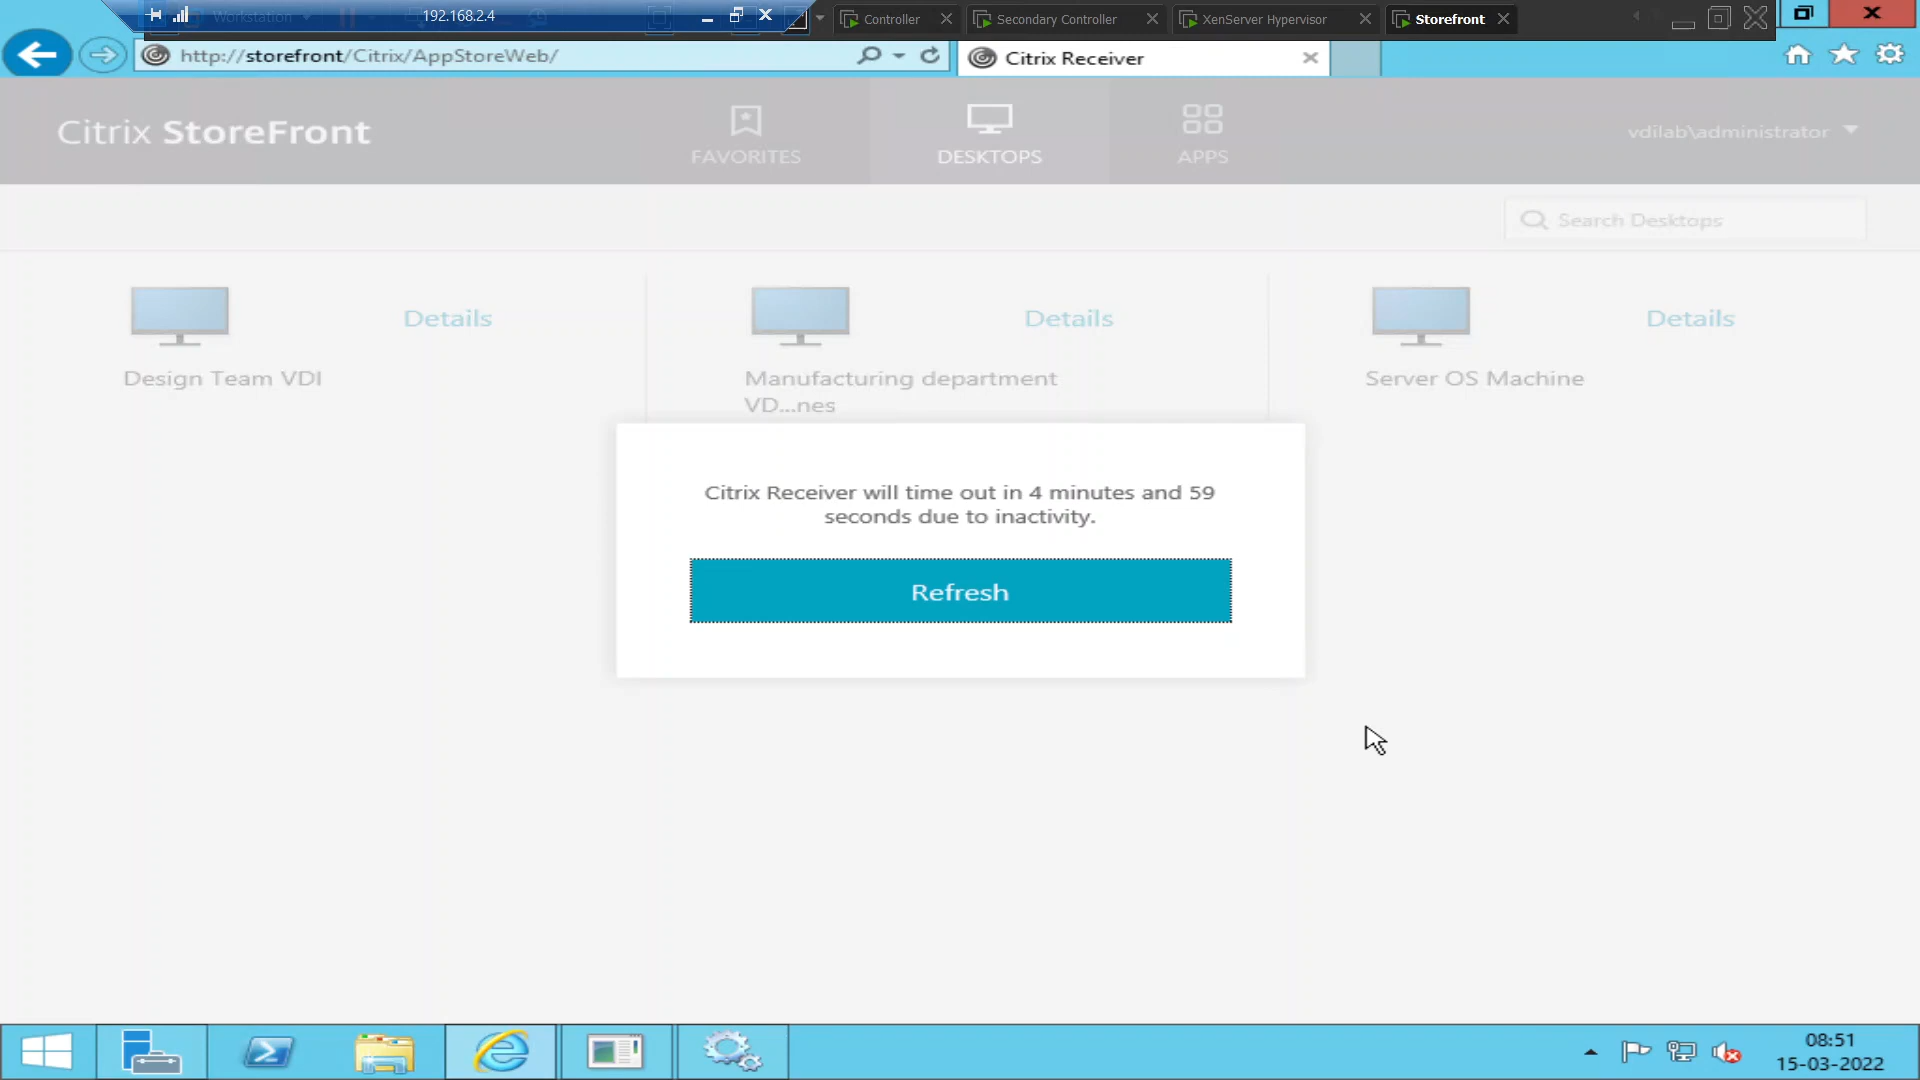 Workstation
192.168.2.4
Controller
Secondary Controller
XenServer Hypervisor
Storefront
http://storefront/Citrix/AppStoreWeb/
Citrix Receiver
Citrix StoreFront
FAVORITES
DESKTOPS
APPS
vdilab\administrator
Search Desktops
Details
Design Team VDI
Details
Manufacturing department
VD...nes
Details
Server OS Machine
Citrix Receiver will time out in 4 minutes and 59
seconds due to inactivity.
Refresh
08:51
15-03-2022